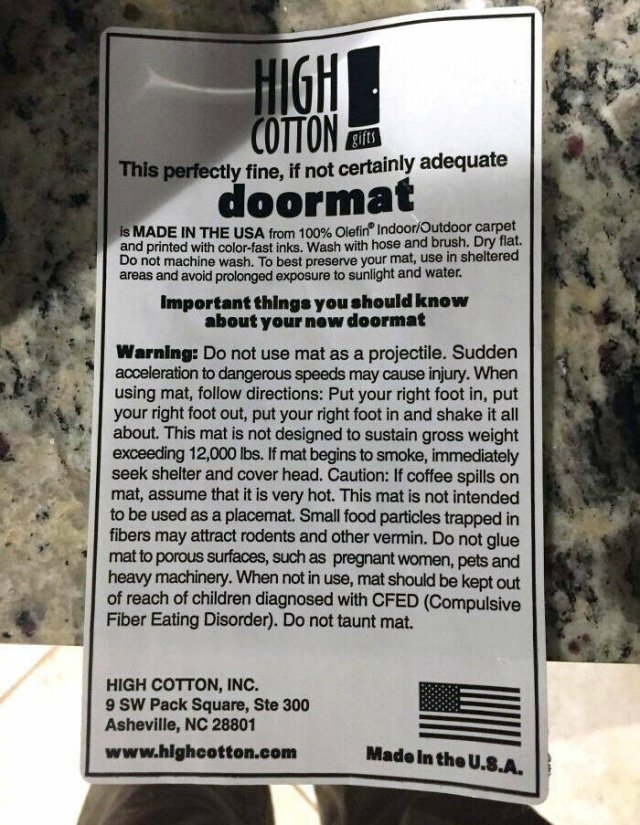 HIGH
COTTON
gifts
This perfectly fine, if not certainly adequate
doormat
is MADE IN THE USA from 100% Olefin® Indoor/Outdoor carpet
and printed with color-fast inks. Wash with hose and brush. Dry flat.
Do not machine wash. To best preserve your mat, use in sheltered
areas and avoid prolonged exposure to sunlight and water.
Important things you should know
about your new doormat
Warning: Do not use mat as a projectile. Sudden
acceleration to dangerous speeds may cause injury. When
using mat, follow directions: Put your right foot in, put
your right foot out, put your right foot in and shake it all
about. This mat is not designed to sustain gross weight
exceeding 12,000 lbs. If mat begins to smoke, immediately
seek shelter and cover head. Caution: If coffee spills on
mat, assume that it is very hot. This mat is not intended
to be used as a placemat. Small food particles trapped in
fibers may attract rodents and other vermin. Do not glue
mat to porous surfaces, such as pregnant women, pets and
heavy machinery. When not in use, mat should be kept out
of reach of children diagnosed with CFED (Compulsive
Fiber Eating Disorder). Do not taunt mat.
HIGH COTTON, INC.
9 SW Pack Square, Ste 300
Asheville, NC 28801
www.highcotton.com
Made in the U.S.A.